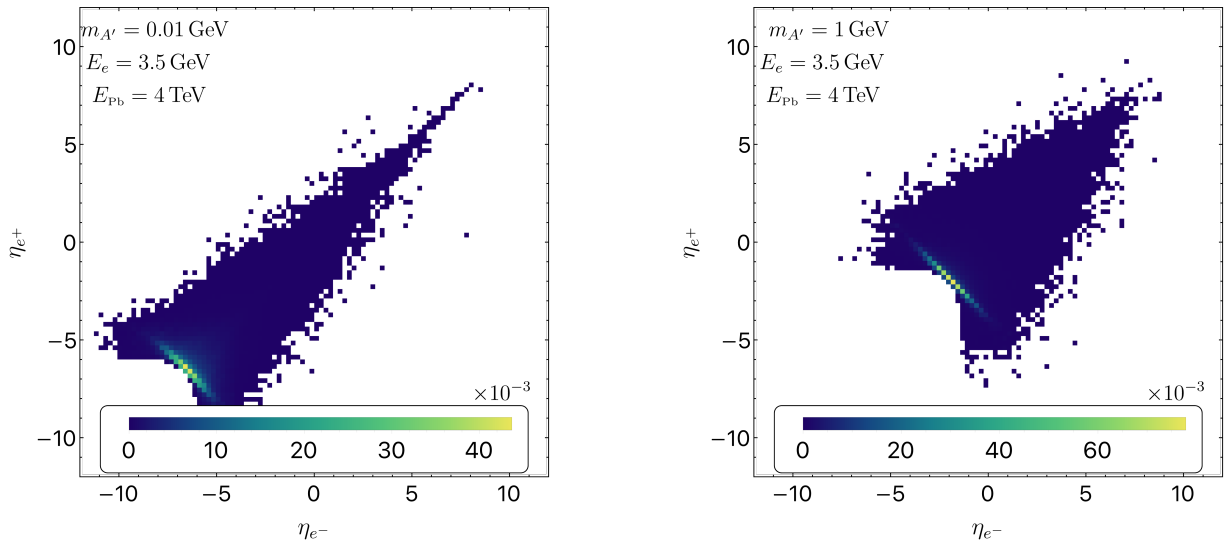 m_{A′} = 0.01 GeV
E_e = 3.5 GeV
E_{Pb} = 4 TeV
10
5
0
−5
−10
η_{e⁺}
×10⁻³
0 10 20 30 40
−10 −5 0 5 10
η_{e⁻}
m_{A′} = 1 GeV
E_e = 3.5 GeV
E_{Pb} = 4 TeV
10
5
0
−5
−10
η_{e⁺}
×10⁻³
0 20 40 60
−10 −5 0 5 10
η_{e⁻}